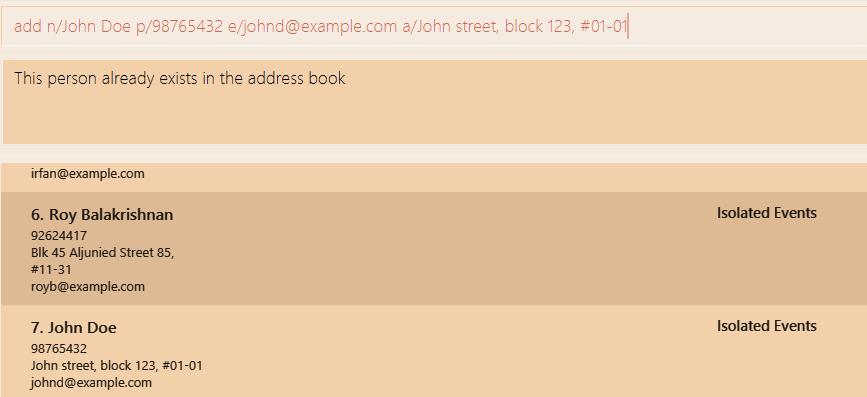 add n/John Doe p/98765432 e/johnd@example.com a/John street, block 123, #01-01
This person already exists in the address book
irfan@example.com
6. Roy Balakrishnan
Isolated Events
92624417
Blk 45 Aljunied Street 85,
#11-31
royb@example.com
7. John Doe
Isolated Events
98765432
John street, block 123, #01-01
johnd@example.com